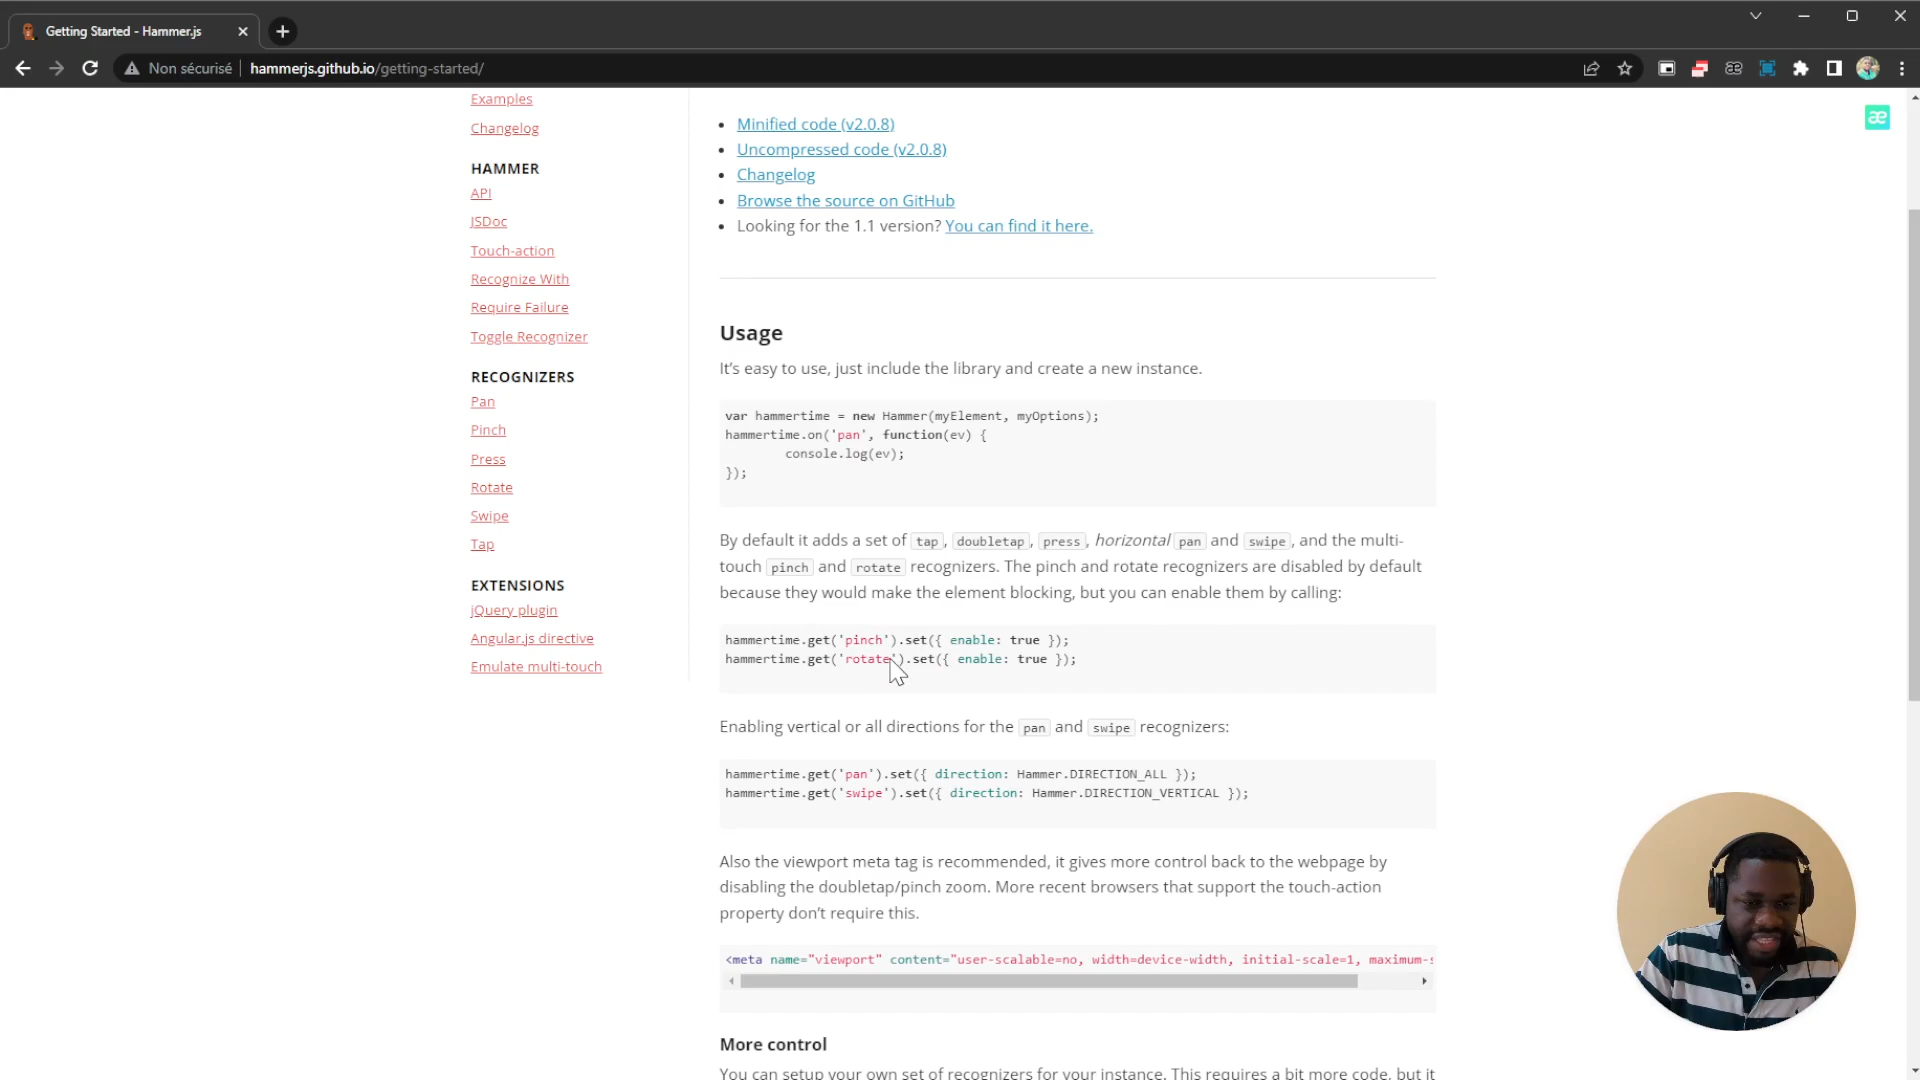 Getting Started - Hammer.js
Non sécurisé
hammerjs.github.io/getting-started/
æ
æ
Examples
Changelog
HAMMER
API
JSDoc
Touch-action
Recognize With
Require Failure
Toggle Recognizer
RECOGNIZERS
Pan
Pinch
Press
Rotate
Swipe
Tap
EXTENSIONS
jQuery plugin
Angular.js directive
Emulate multi-touch
Minified code (v2.0.8)
Uncompressed code (v2.0.8)
Changelog
Browse the source on GitHub
Looking for the 1.1 version? You can find it here.
Usage
It's easy to use, just include the library and create a new instance.
var hammertime = new Hammer(myElement, myOptions);
hammertime.on('pan', function(ev) {
console.log(ev);
});
By default it adds a set of tap, doubletap, press, horizontal pan and swipe, and the multi-
touch pinch and rotate recognizers. The pinch and rotate recognizers are disabled by default
because they would make the element blocking, but you can enable them by calling:
hammertime.get('pinch').set({ enable: true });
hammertime.get('rotate').set({ enable: true });
Enabling vertical or all directions for the pan and swipe recognizers:
hammertime.get('pan').set({ direction: Hammer.DIRECTION_ALL });
hammertime.get('swipe').set({ direction: Hammer.DIRECTION_VERTICAL });
Also the viewport meta tag is recommended, it gives more control back to the webpage by
disabling the doubletap/pinch zoom. More recent browsers that support the touch-action
property don't require this.
<meta name="viewport" content="user-scalable=no, width=device-width, initial-scale=1, maximum-s
More control
You can setup your own set of recognizers for your instance. This requires a bit more code, but it